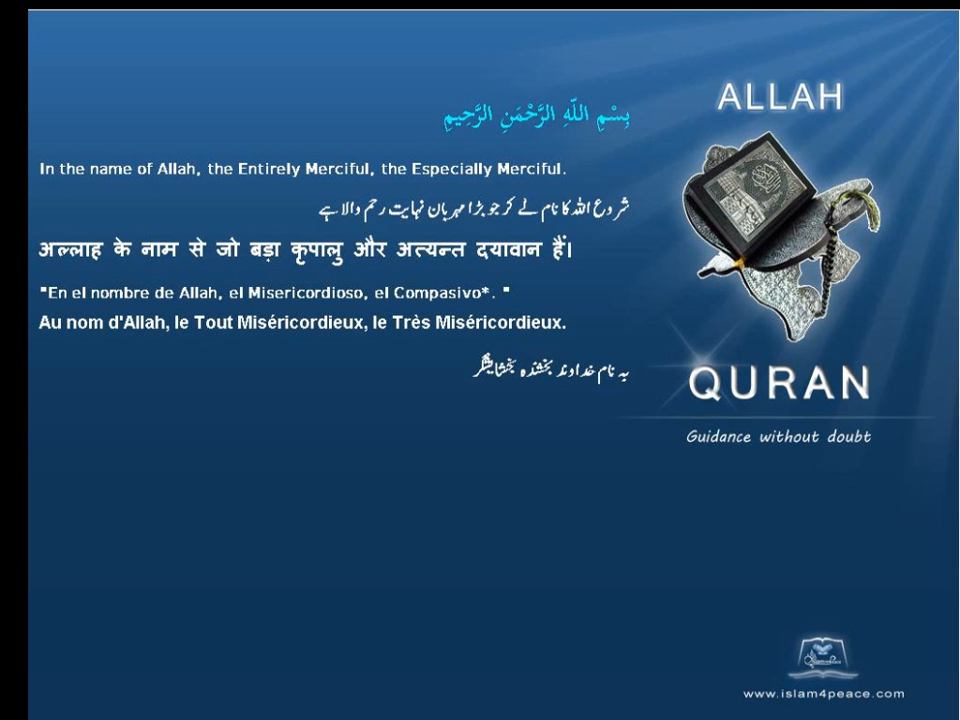 بِسْمِ اللَّهِ الرَّحْمَنِ الرَّحِيمِ
In the name of Allah, the Entirely Merciful, the Especially Merciful.
شروع الله کا نام لے کر جو بڑا مہربان نہایت رحم والا ہے
अल्लाह के नाम से जो बड़ा कृपालु और अत्यन्त दयावान हैं।
"En el nombre de Allah, el Misericordioso, el Compasivo*. "
Au nom d'Allah, le Tout Miséricordieux, le Très Miséricordieux.
به نام خداوند بخشنده بخشایشگر
ALLAH
QURAN
Guidance without doubt
www.islam4peace.com